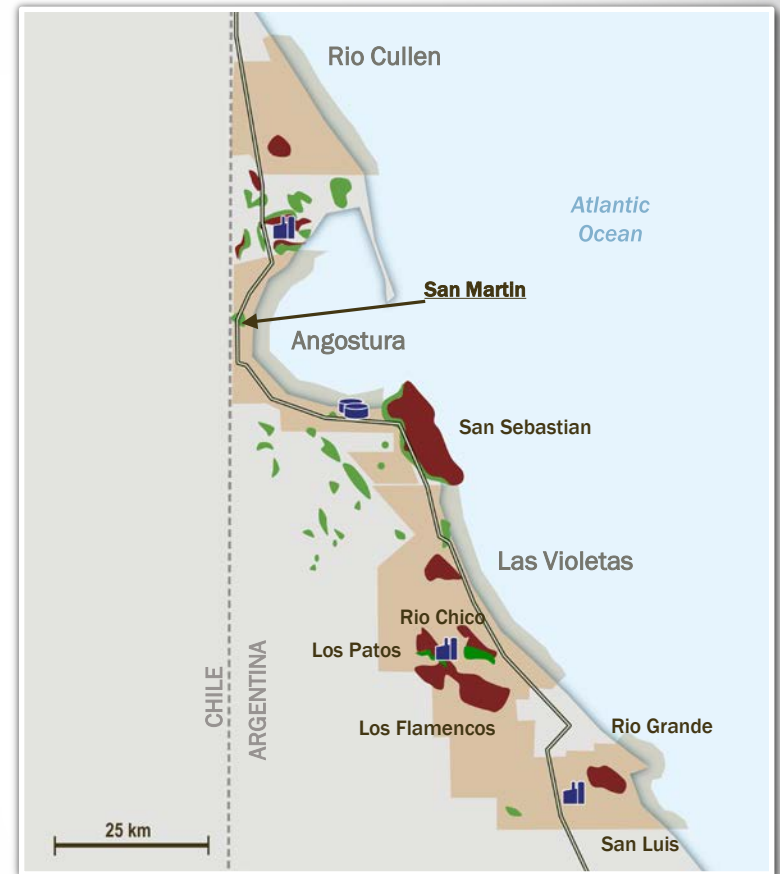 Rio Cullen
Atlantic
Ocean
San Martin
Angostura
San Sebastian
Las Violetas
Rio Chico
Los Patos
CHILE
ARGENTINA
Los Flamencos
Rio Grande
25 km
San Luis